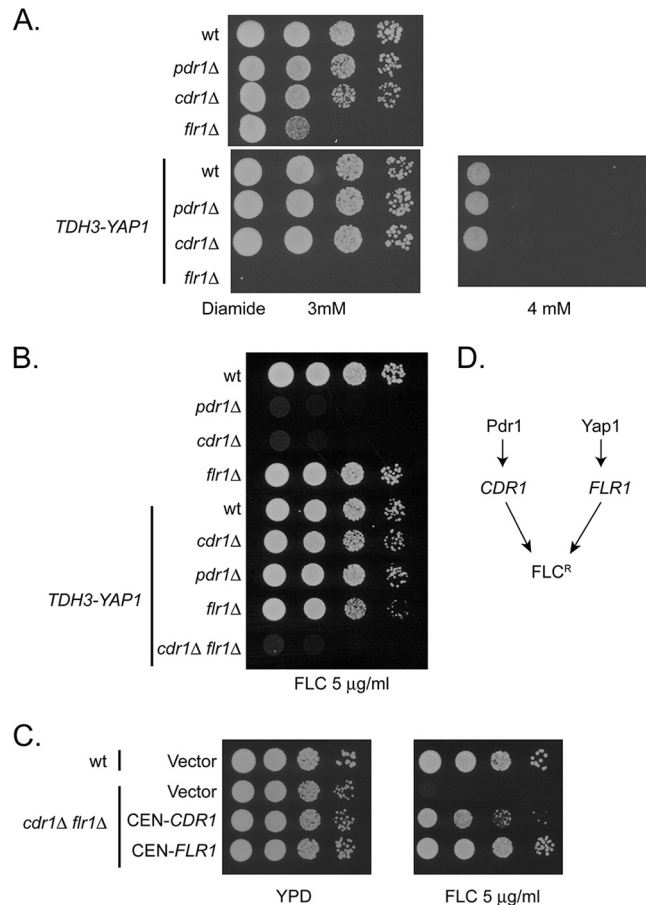 A.
wt
pdr1Δ
cdr1Δ
flr1Δ
wt
pdr1Δ
TDH3-YAP1
cdr1Δ
flr1Δ
Diamide 3mM 4 mM
B.
wt
pdr1Δ
cdr1Δ
flr1Δ
wt
cdr1Δ
pdr1Δ
TDH3-YAP1
flr1Δ
cdr1Δ flr1Δ
FLC 5 μg/ml
D.
Pdr1 Yap1
CDR1 FLR1
FLCᴿ
C.
wt Vector
Vector
cdr1Δ flr1Δ CEN-CDR1
CEN-FLR1
YPD FLC 5 μg/ml